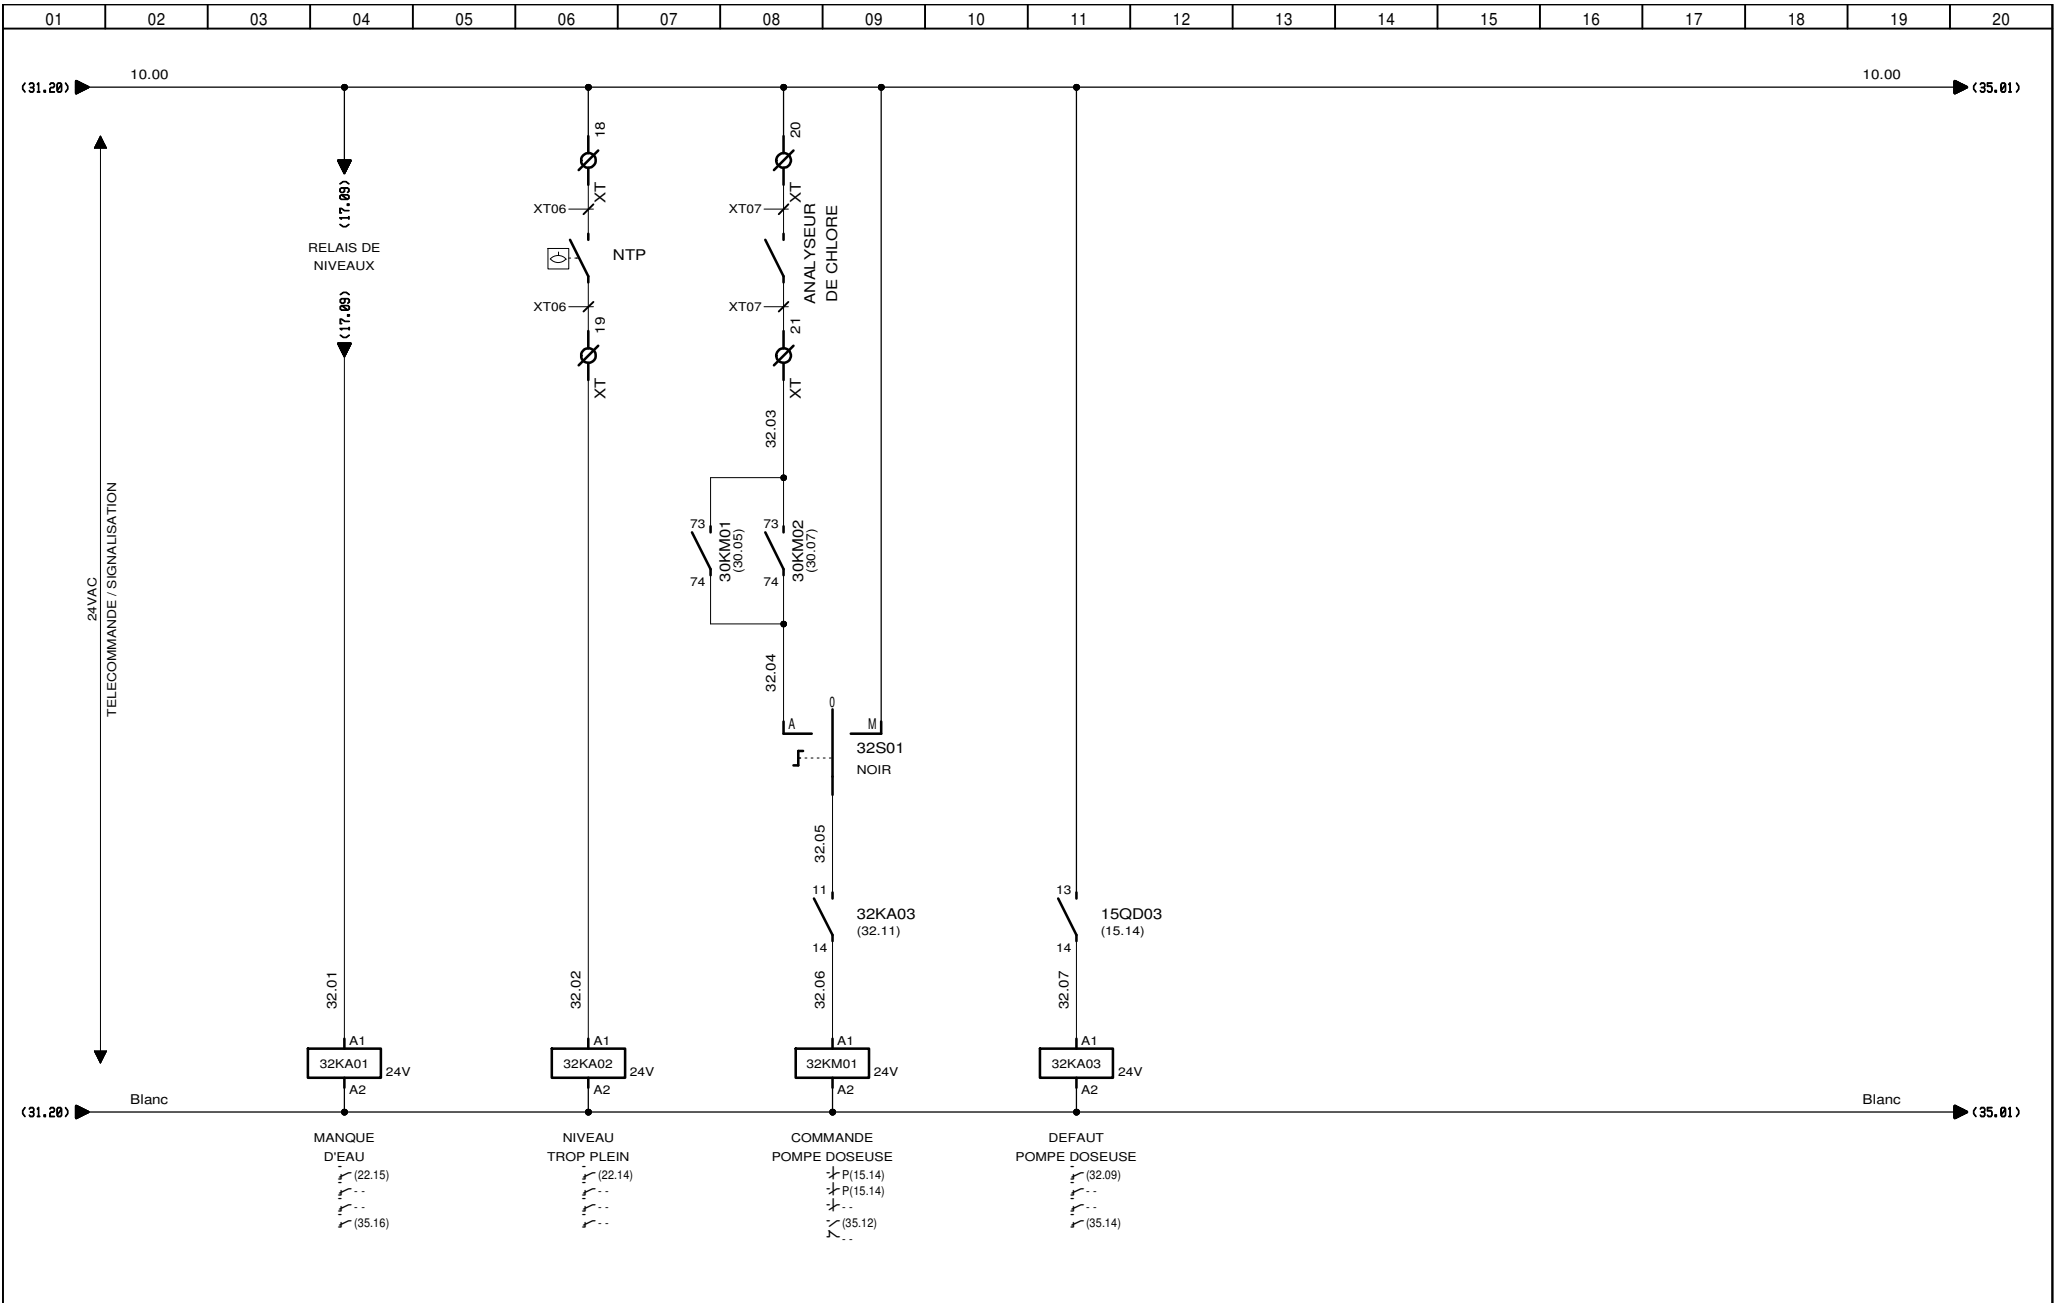 01 02 03 04 05 06 07 08 09 10 11 12 13 14 15 16 17 18 19 20
10.00 10.00
(31.20) (35.01)
18 20
XT XT
(17.09)
XT06 XT07
RELAIS DE
NIVEAUX
NTP
ANALYSEUR
DE CHLORE
(17.09)
XT06 XT07
19 21
XT XT
32.03
24VAC
TELECOMMANDE / SIGNALISATION
73 73
30KM01
(30.05)
30KM02
(30.07)
74 74
32.04
0
A M
32S01
NOIR
32.05
11 13
32KA03
(32.11)
15QD03
(15.14)
14 14
32.01 32.02 32.06 32.07
A1 A1 A1 A1
32KA01 24V 32KA02 24V 32KM01 24V 32KA03 24V
A2 A2 A2 A2
Blanc Blanc
(31.20) (35.01)
MANQUE
D'EAU
(22.15)
- -
- -
(35.16)
NIVEAU
TROP PLEIN
(22.14)
- -
- -
- -
COMMANDE
POMPE DOSEUSE
P(15.14)
P(15.14)
- -
(35.12)
- -
DEFAUT
POMPE DOSEUSE
(32.09)
- -
- -
(35.14)